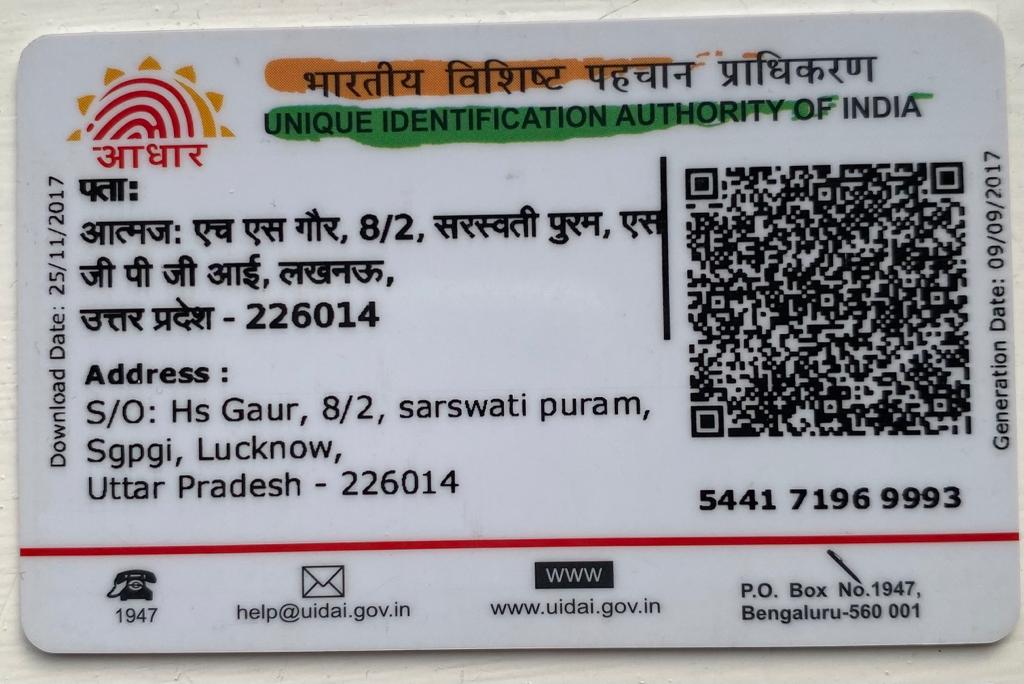 भारतीय विशिष्ट पहचान प्राधिकरण
UNIQUE IDENTIFICATION AUTHORITY OF INDIA
आधार
पता:
आत्मज: एच एस गौर, 8/2, सरस्वती पुरम, एस
जी पी जी आई, लखनऊ,
उत्तर प्रदेश - 226014
Address :
S/O: Hs Gaur, 8/2, sarswati puram,
Sgpgi, Lucknow,
Uttar Pradesh - 226014
Download Date: 25/11/2017
Generation Date: 09/09/2017
5441 7196 9993
1947
help@uidai.gov.in
WWW
www.uidai.gov.in
P.O. Box No.1947,
Bengaluru-560 001